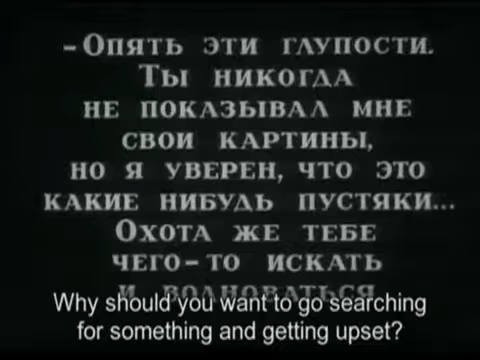 – Опять эти глупости.
Ты никогда
не показывал мне
свои картины,
но я уверен, что это
какие нибудь пустяки...
Охота же тебе
чего-то искать
и волноваться
Why should you want to go searching
for something and getting upset?